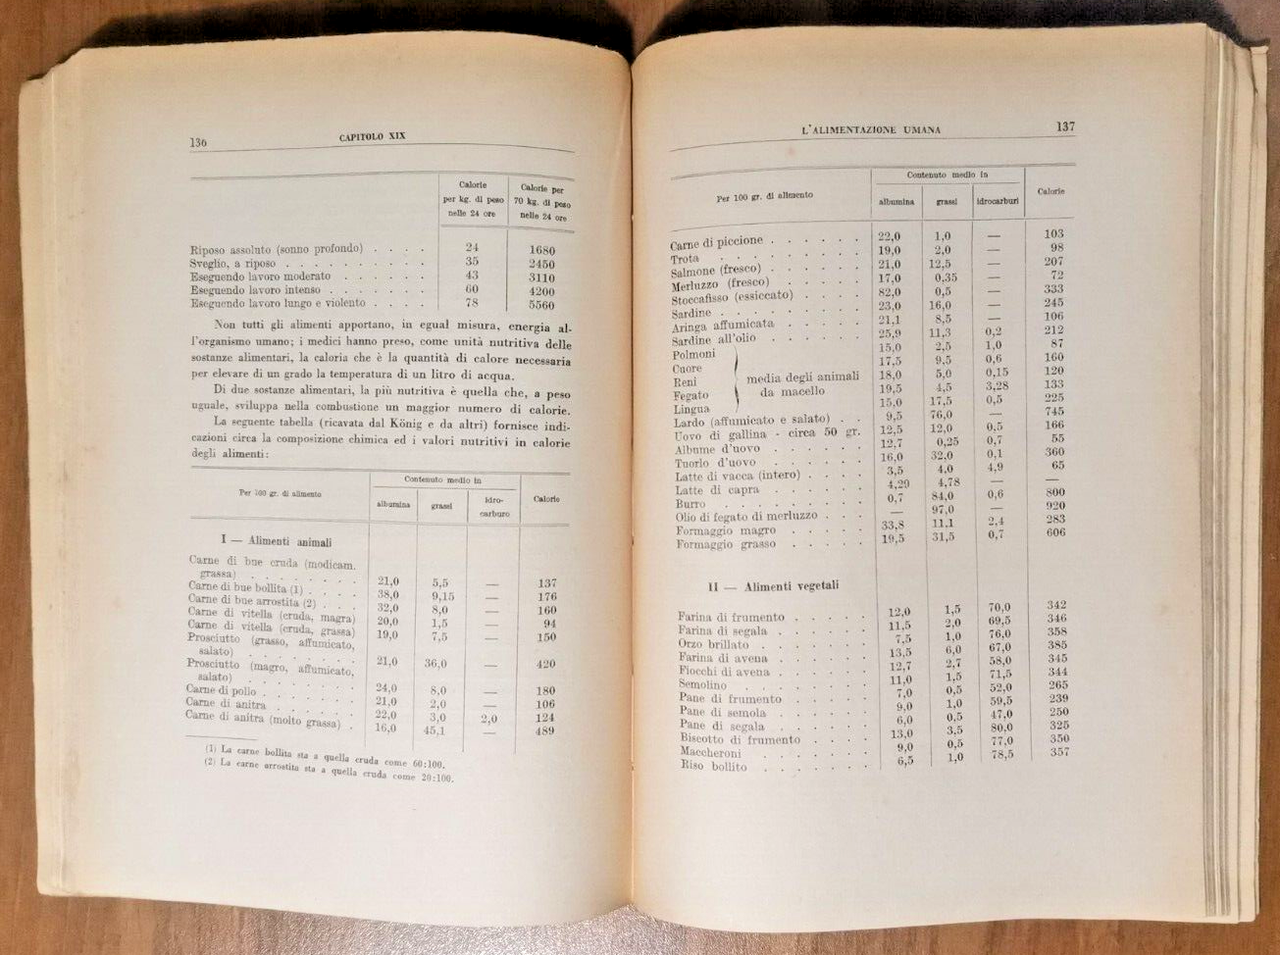 136
CAPITOLO XIX
Calorie per kg. di peso nelle 24 ore
Calorie per 70 kg. di peso nelle 24 ore
Riposo assoluto (sonno profondo) . . . . 24 1680
Sveglio, a riposo . . . . . . . . . 35 2450
Eseguendo lavoro moderato . . . . . . 43 3110
Eseguendo lavoro intenso . . . . . . . 60 4200
Eseguendo lavoro lungo e violento . . . . 78 5560
Non tutti gli alimenti apportano, in egual misura, energia al-
l'organismo umano; i medici hanno preso, come unità nutritiva delle
sostanze alimentari, la caloria che è la quantità di calore necessaria
per elevare di un grado la temperatura di un litro di acqua.
Di due sostanze alimentari, la più nutritiva è quella che, a peso
uguale, sviluppa nella combustione un maggior numero di calorie.
La seguente tabella (ricavata dal König e da altri) fornisce indi-
cazioni circa la composizione chimica ed i valori nutritivi in calorie
degli alimenti:
Per 100 gr. di alimento
Contenuto medio in
albumina grassi idro-
carburo
Calorie
I — Alimenti animali
Carne di bue cruda (modicam.
grassa) . . . . . . . . 21,0 5,5 — 137
Carne di bue bollita (1) . . . . 38,0 9,15 — 176
Carne di bue arrostita (2) . . . 32,0 8,0 — 160
Carne di vitella (cruda, magra) 20,0 1,5 — 94
Carne di vitella (cruda, grassa) 19,0 7,5 — 150
Prosciutto (grasso, affumicato,
salato) . . . . . . . . 21,0 36,0 — 420
Prosciutto (magro, affumicato,
salato) . . . . . . . . 24,0 8,0 — 180
Carne di pollo . . . . . . . 21,0 2,0 — 106
Carne di anitra . . . . . . 22,0 3,0 2,0 124
Carne di anitra (molto grassa) . 16,0 45,1 — 489
(1) La carne bollita sta a quella cruda come 60:100.
(2) La carne arrostita sta a quella cruda come 20:100.
L'ALIMENTAZIONE UMANA
137
Per 100 gr. di alimento
Contenuto medio in
albumina grassi idrocarburi
Calorie
Carne di piccione . . . . . . 22,0 1,0 — 103
Trota . . . . . . . . 19,0 2,0 — 98
Salmone (fresco) . . . . . . 21,0 12,5 — 207
Merluzzo (fresco) . . . . . 17,0 0,35 — 72
Stoccafisso (essiccato) . . . . 82,0 0,5 — 333
Sardine . . . . . . . . . 23,0 16,0 — 245
Aringa affumicata . . . . . 21,1 8,5 — 106
Sardine all'olio . . . . . . 25,9 11,3 0,2 212
Polmoni 15,0 2,5 1,0 87
Cuore 17,5 9,5 0,6 160
Reni media degli animali 18,0 5,0 0,15 120
Fegato da macello 19,5 4,5 3,28 133
Lingua 15,0 17,5 0,5 225
Lardo (affumicato e salato) . . 9,5 76,0 — 745
Uovo di gallina - circa 50 gr. 12,5 12,0 0,5 166
Albume d'uovo . . . . . . 12,7 0,25 0,7 55
Tuorlo d'uovo . . . . . . 16,0 32,0 0,1 360
Latte di vacca (intero) . . . . 3,5 4,0 4,9 65
Latte di capra . . . . . . 4,29 4,78 — —
Burro . . . . . . . . . 0,7 84,0 0,6 800
Olio di fegato di merluzzo . . . — 97,0 — 920
Formaggio magro . . . . . 33,8 11,1 2,4 283
Formaggio grasso . . . . . 19,5 31,5 0,7 606
II — Alimenti vegetali
Farina di frumento . . . . . 12,0 1,5 70,0 342
Farina di segala . . . . . . 11,5 2,0 69,5 346
Orzo brillato . . . . . . . 7,5 1,0 76,0 358
Farina di avena . . . . . . 13,5 6,0 67,0 385
Fiocchi di avena . . . . . . 12,7 2,7 58,0 345
Semolino . . . . . . . 11,0 1,5 71,5 344
Pane di frumento . . . . . 7,0 0,5 52,0 265
Pane di semola . . . . . . 9,0 1,0 59,5 239
Pane di segala . . . . . . 6,0 0,5 47,0 250
Biscotto di frumento . . . . 13,0 3,5 80,0 325
Maccheroni . . . . . . . 9,0 0,5 77,0 350
Riso bollito . . . . . . . 6,5 1,0 78,5 357